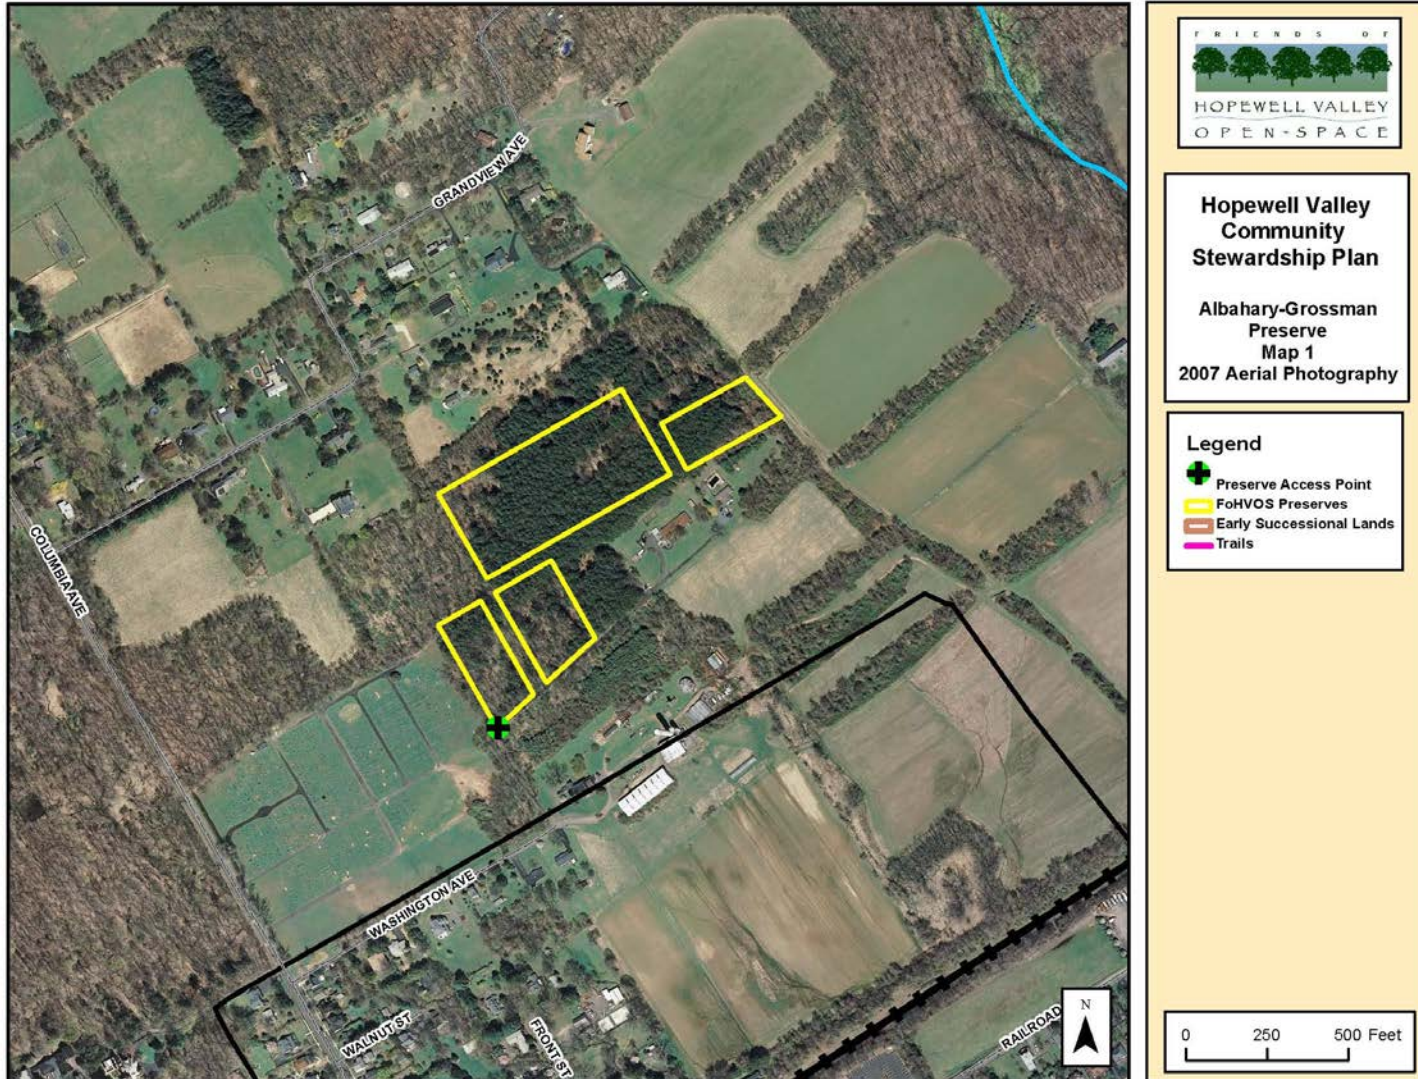 GRANDVIEW AVE
COLUMBIA AVE
WASHINGTON AVE
WALNUT ST
FRONT ST
RAILROAD
N
FRIENDS OF
HOPEWELL VALLEY
OPEN-SPACE
Hopewell Valley
Community
Stewardship Plan
Albahary-Grossman
Preserve
Map 1
2007 Aerial Photography
Legend
Preserve Access Point
FoHVOS Preserves
Early Successional Lands
Trails
0 250 500 Feet